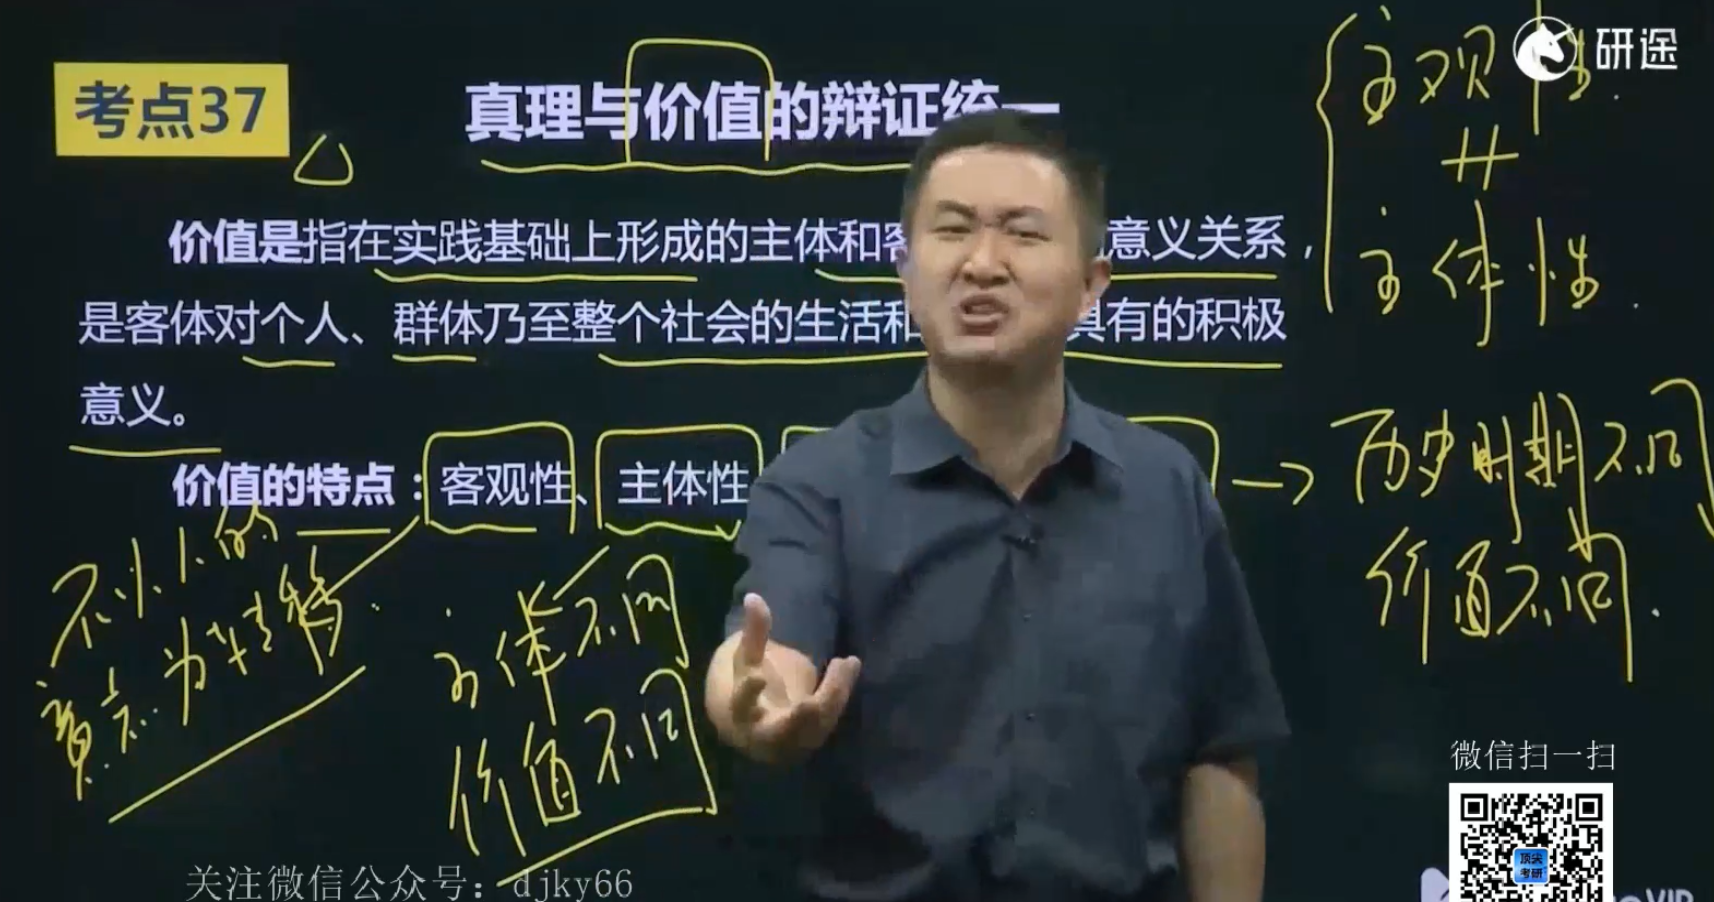 研途
考点37
真理与价值的辩证统一
价值是指在实践基础上形成的主体和客 意义关系，
是客体对个人、群体乃至整个社会的生活和 具有的积极
意义。
价值的特点：客观性、主体性
主观性
主体性
历史时期不同
价值不同
不以人的
意志为转移
主体不同
价值不同
微信扫一扫
顶尖
考研
关注微信公众号：djky66
VIP